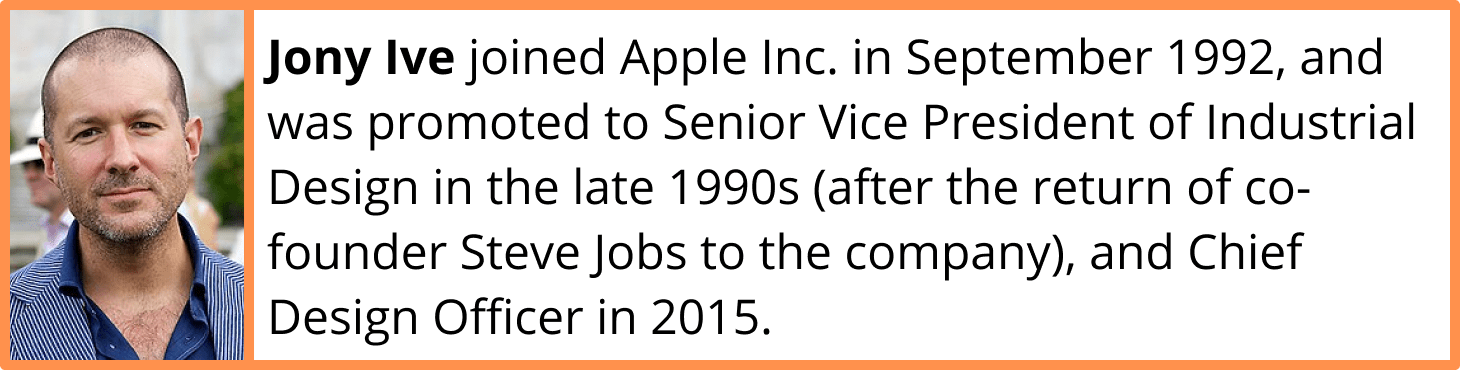 Jony Ive joined Apple Inc. in September 1992, and
was promoted to Senior Vice President of Industrial
Design in the late 1990s (after the return of co-
founder Steve Jobs to the company), and Chief
Design Officer in 2015.